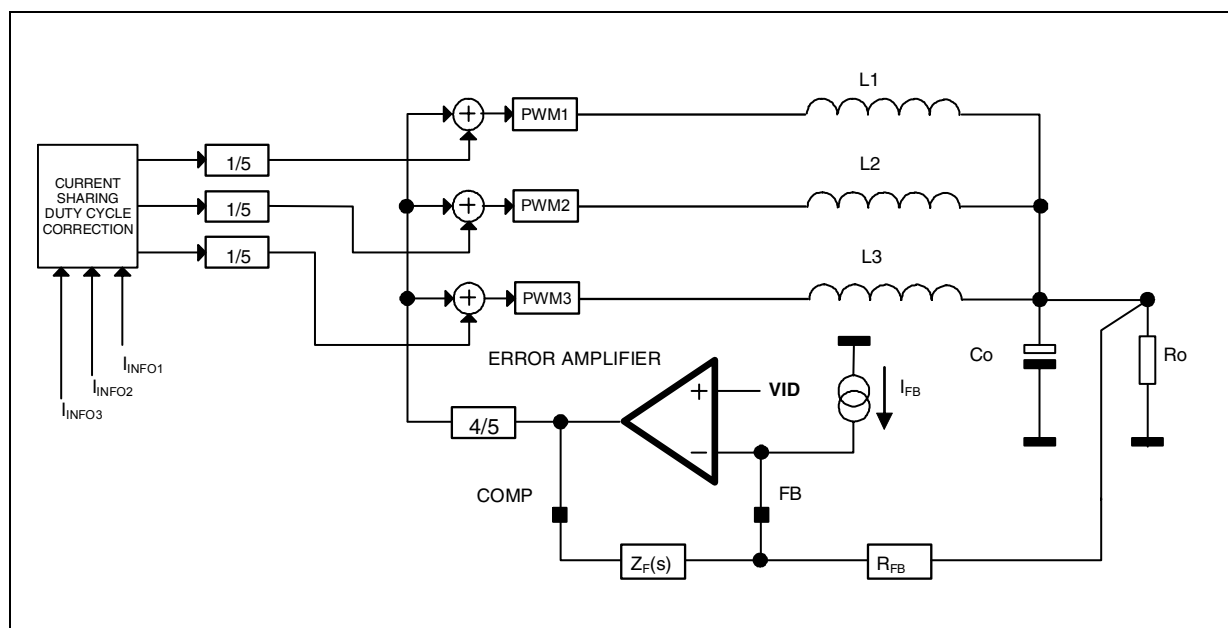 L1
PWM1
1/5
CURRENT
SHARING
DUTY CYCLE
CORRECTION
L2
1/5
PWM2
1/5
L3
PWM3
ERROR AMPLIFIER
Co
Ro
I_INFO1
I_INFO2
I_INFO3
VID
I_FB
4/5
COMP
FB
Z_F(s)
R_FB